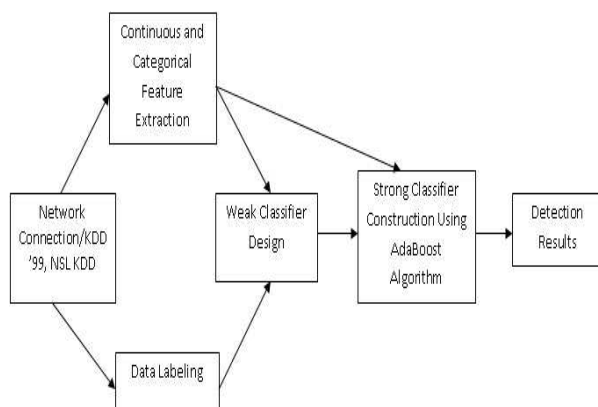 Continuous and
Categorical
Feature
Extraction
Network
Connection/KDD
'99, NSL KDD
Weak Classifier
Design
Strong Classifier
Construction Using
AdaBoost
Algorithm
Detection
Results
Data Labeling